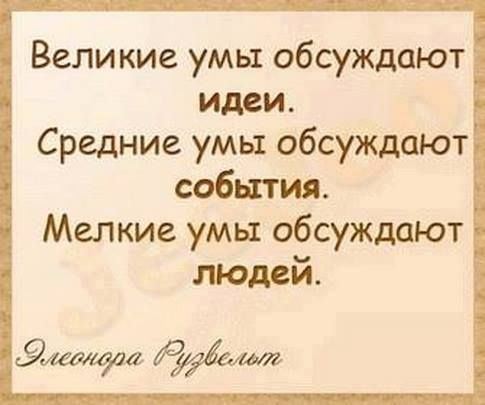 Великие умы обсуждают
идеи.
Средние умы обсуждают
события.
Мелкие умы обсуждают
людей.
Элеонора Рузвельт